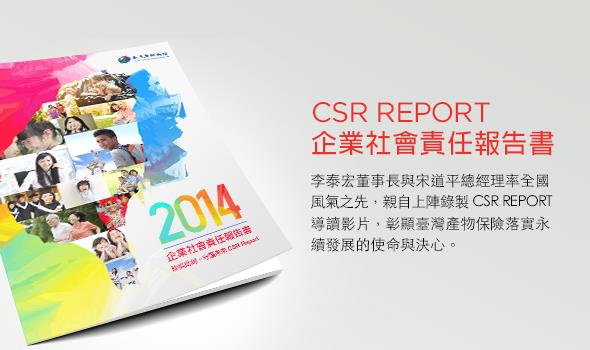 2014
企業社會責任報告書
CSR Report
CSR REPORT
企業社會責任報告書
李泰宏董事長與宋道平總經理率全國
風氣之先，親自上陣錄製 CSR REPORT
導讀影片，彰顯臺灣產物保險落實永
續發展的使命與決心。